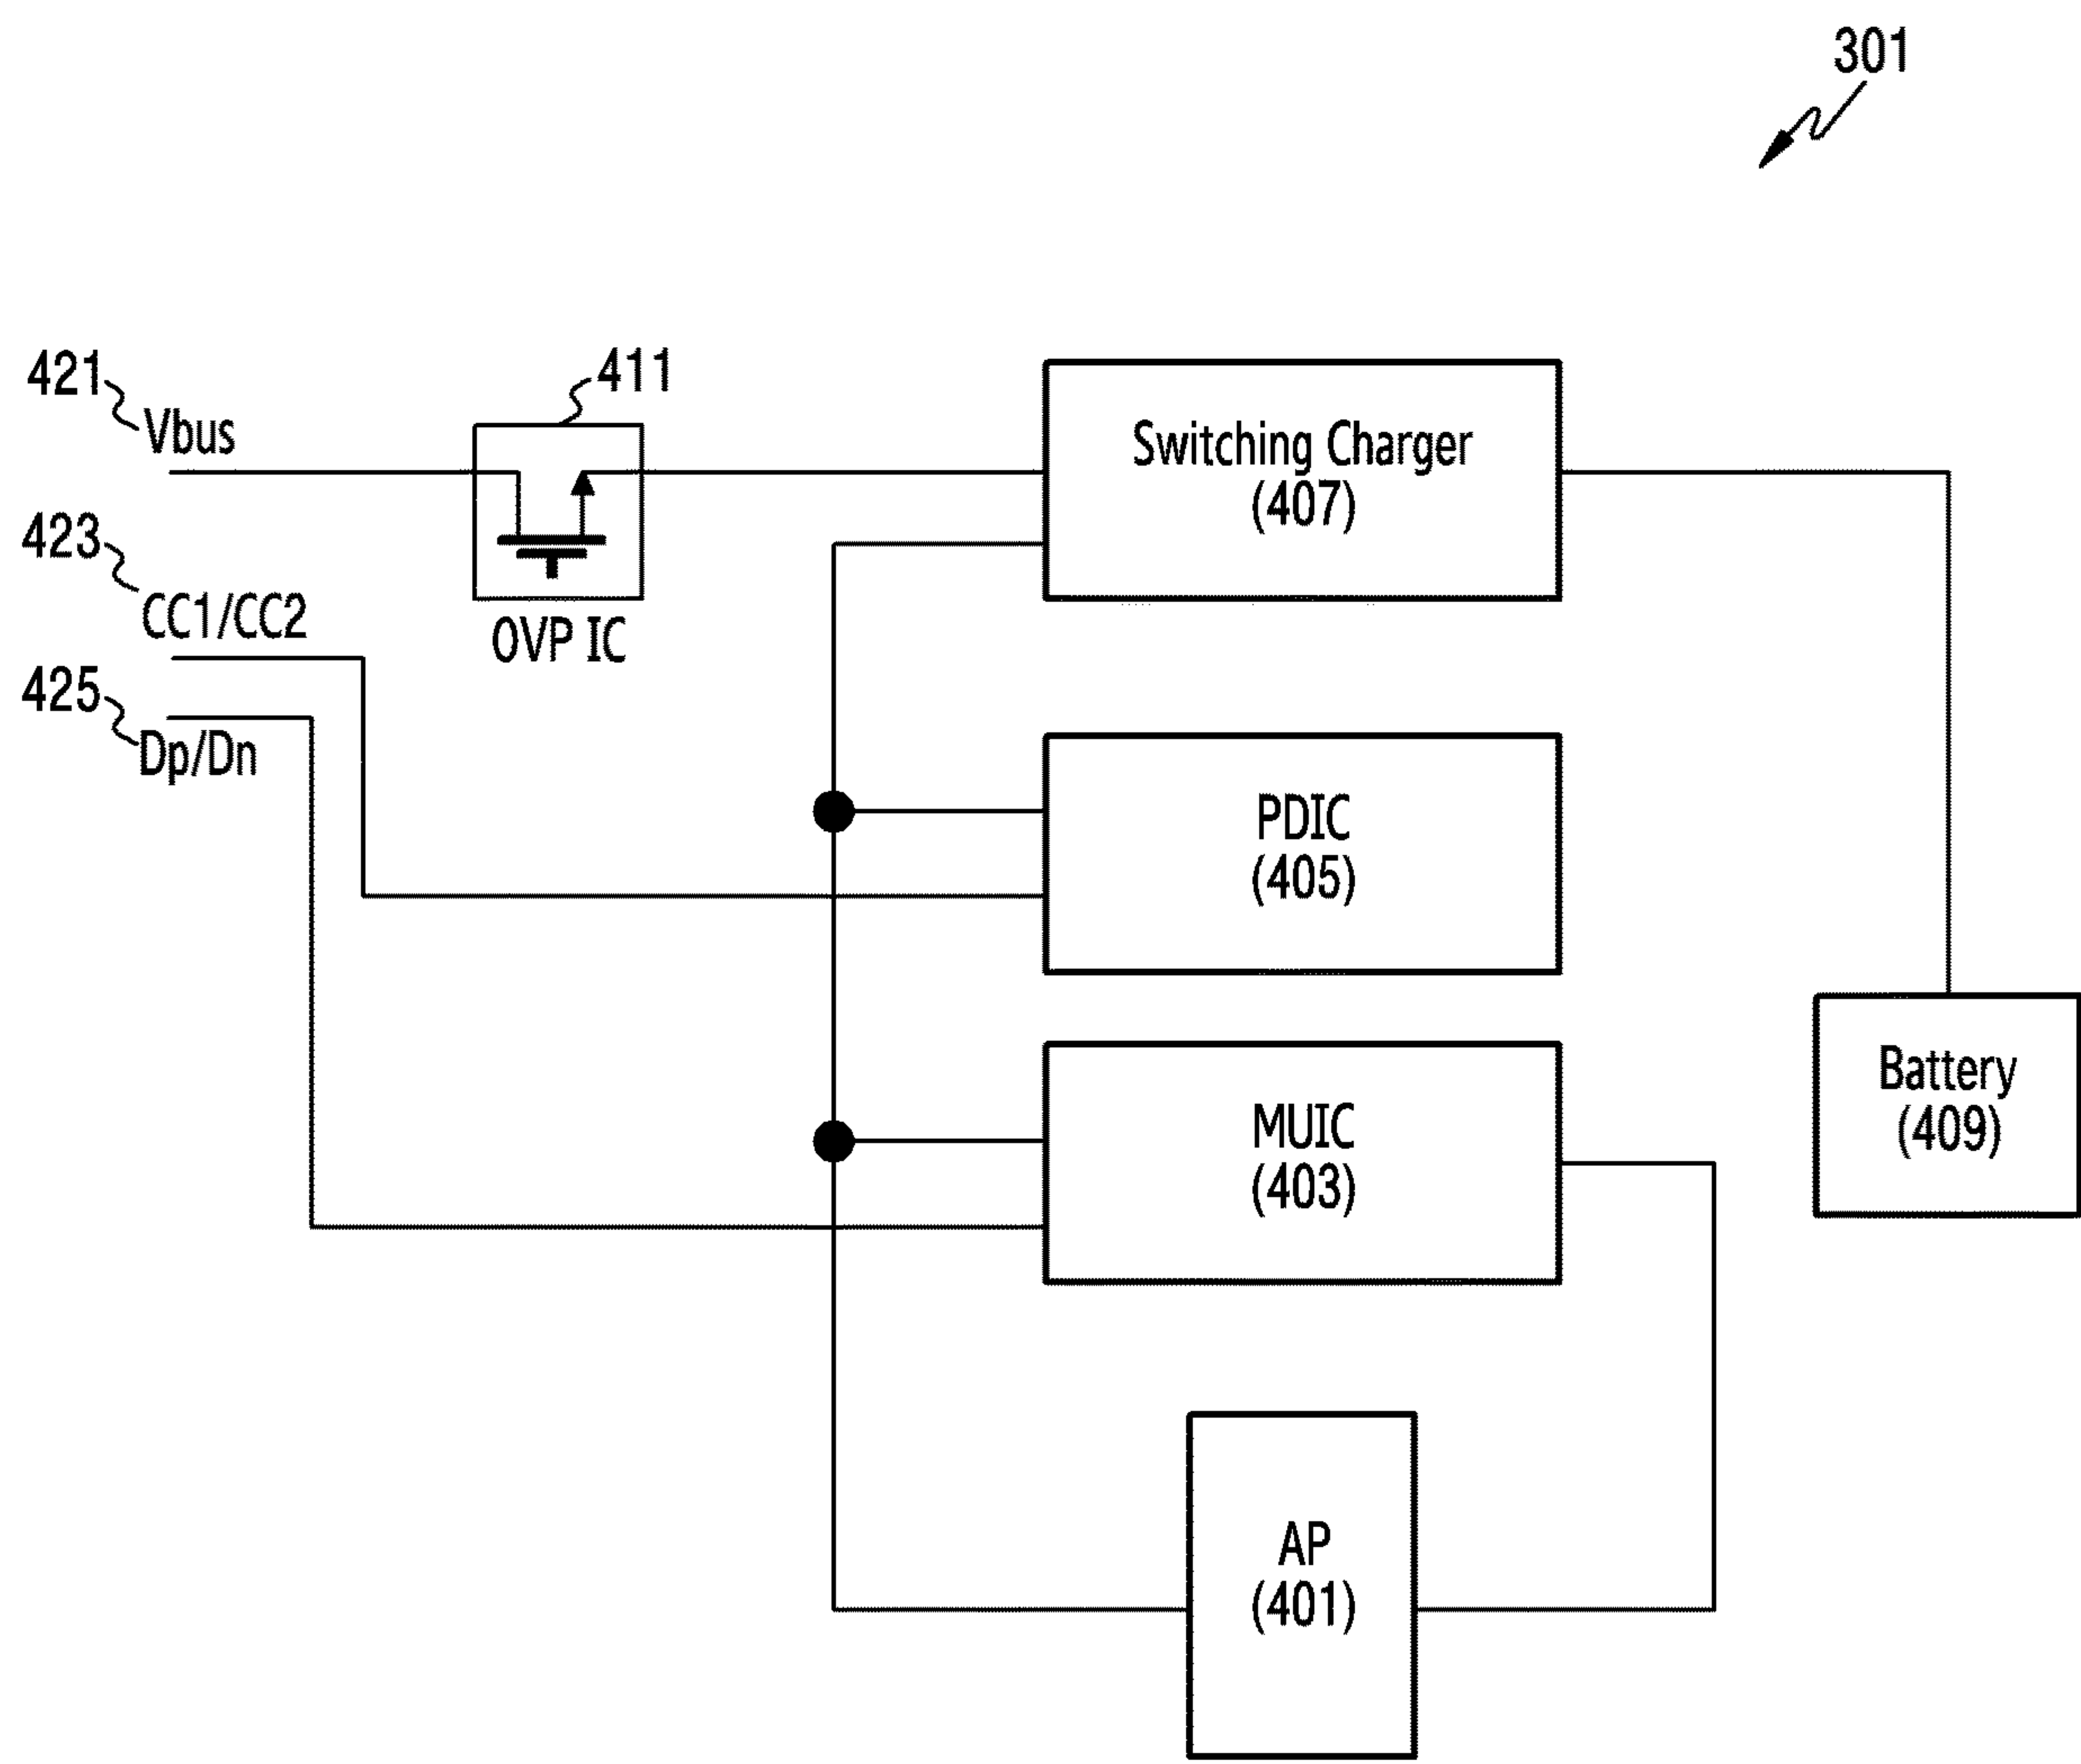 301
421
Vbus
411
Switching Charger
(407)
423
CC1/CC2
OVP IC
425
Dp/Dn
PDIC
(405)
Battery
(409)
MUIC
(403)
AP
(401)